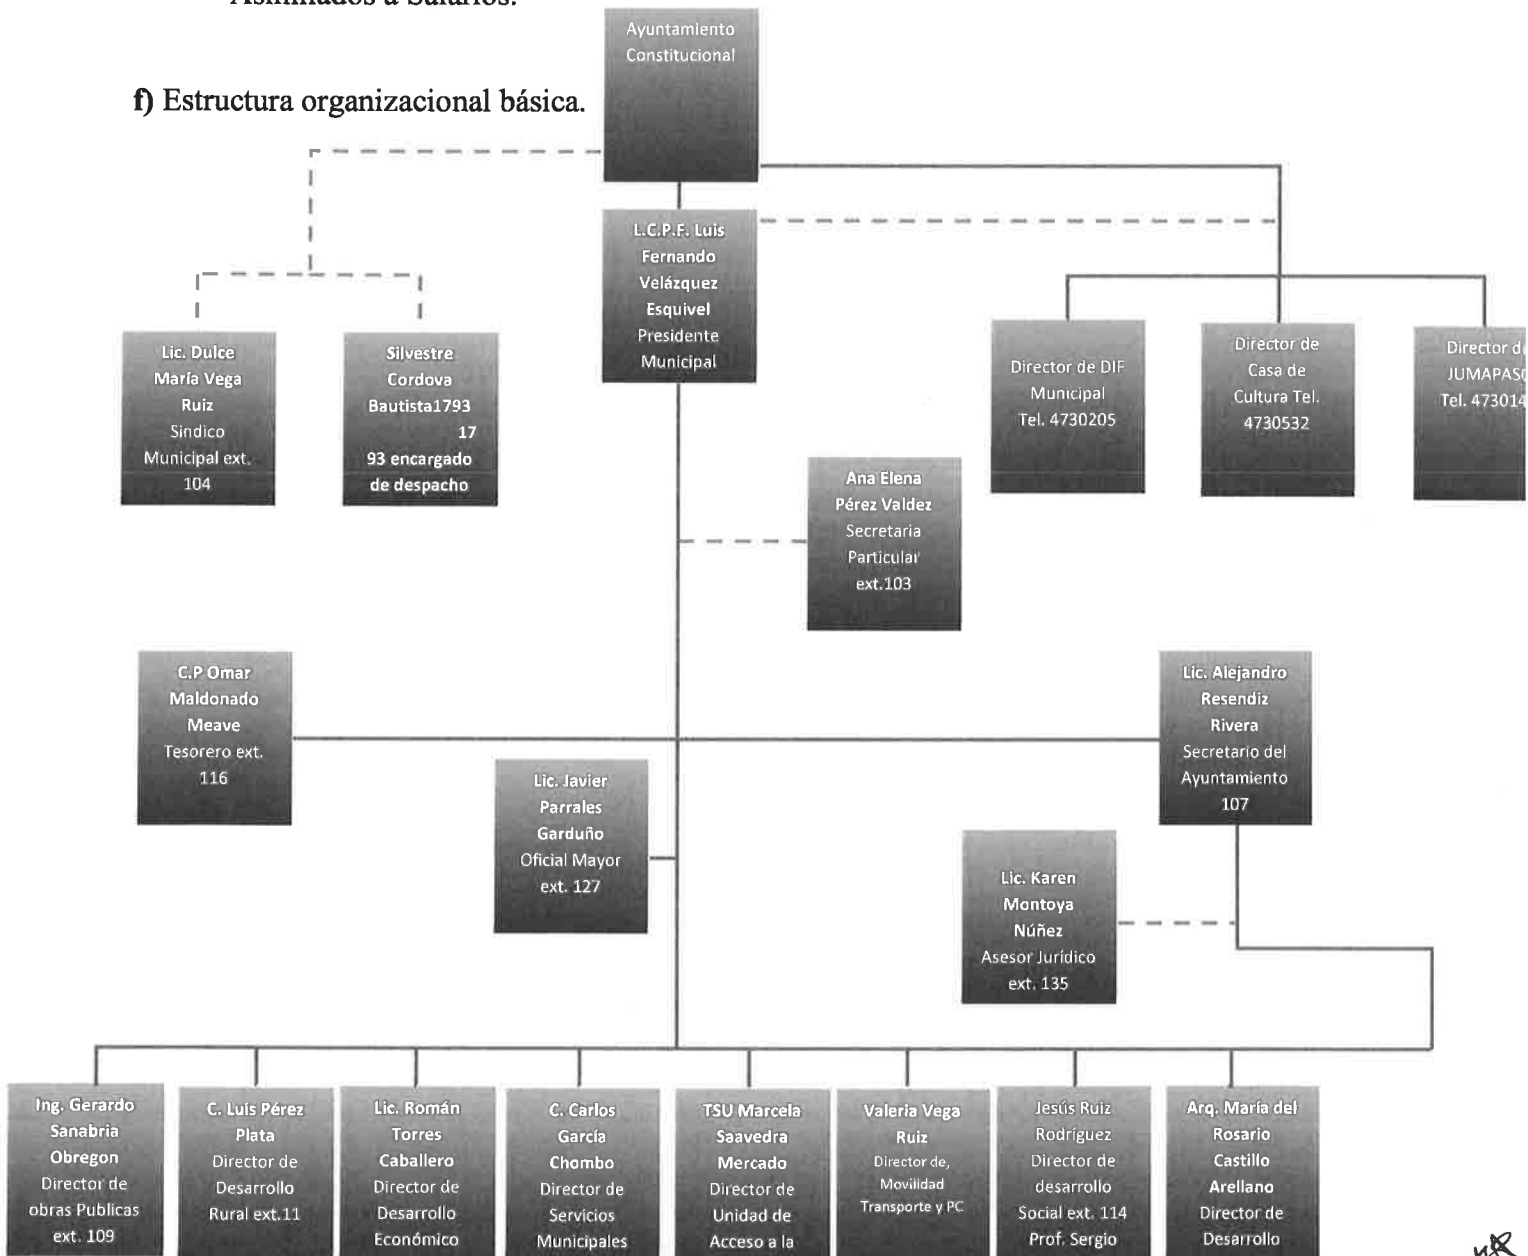 Asimilados a Salarios.
Ayuntamiento
Constitucional
f) Estructura organizacional básica.
L.C.P.F. Luis
Fernando
Velázquez
Esquivel
Presidente
Municipal
Lic. Dulce
María Vega
Ruiz
Sindico
Municipal ext.
104
Silvestre
Cordova
Bautista1793
17
93 encargado
de despacho
Director de DIF
Municipal
Tel. 4730205
Director de
Casa de
Cultura Tel.
4730532
Director
JUMAPAS
Tel. 473014
Ana Elena
Pérez Valdez
Secretaria
Particular
ext.103
C.P Omar
Maldonado
Meave
Tesorero ext.
116
Lic. Alejandro
Resendiz
Rivera
Secretario del
Ayuntamiento
107
Lic. Javier
Parrales
Garduño
Oficial Mayor
ext. 127
Lic. Karen
Montoya
Núñez
Asesor Jurídico
ext. 135
Ing. Gerardo
Sanabria
Obregon
Director de
obras Publicas
ext. 109
C. Luis Pérez
Plata
Director de
Desarrollo
Rural ext.11
Lic. Román
Torres
Caballero
Director de
Desarrollo
Económico
C. Carlos
García
Chombo
Director de
Servicios
Municipales
TSU Marcela
Saavedra
Mercado
Director de
Unidad de
Acceso a la
Valeria Vega
Ruiz
Director de,
Movilidad
Transporte y PC
Jesús Ruiz
Rodríguez
Director de
desarrollo
Social ext. 114
Prof. Sergio
Arq. María del
Rosario
Castillo
Arellano
Director de
Desarrollo